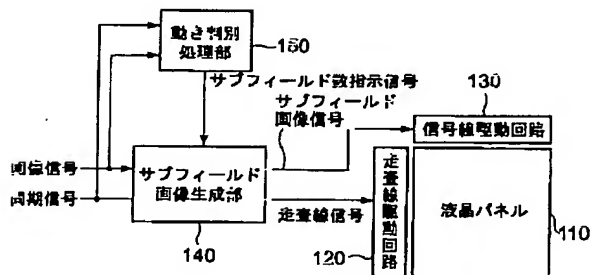 動き判別
処理部
150
サブフィールド数指示信号
サブフィールド
画像信号
130
信号線駆動回路
画像信号
同期信号
サブフィールド
画像生成部
走査線信号
140
走査線駆動回路
120
液晶パネル
110